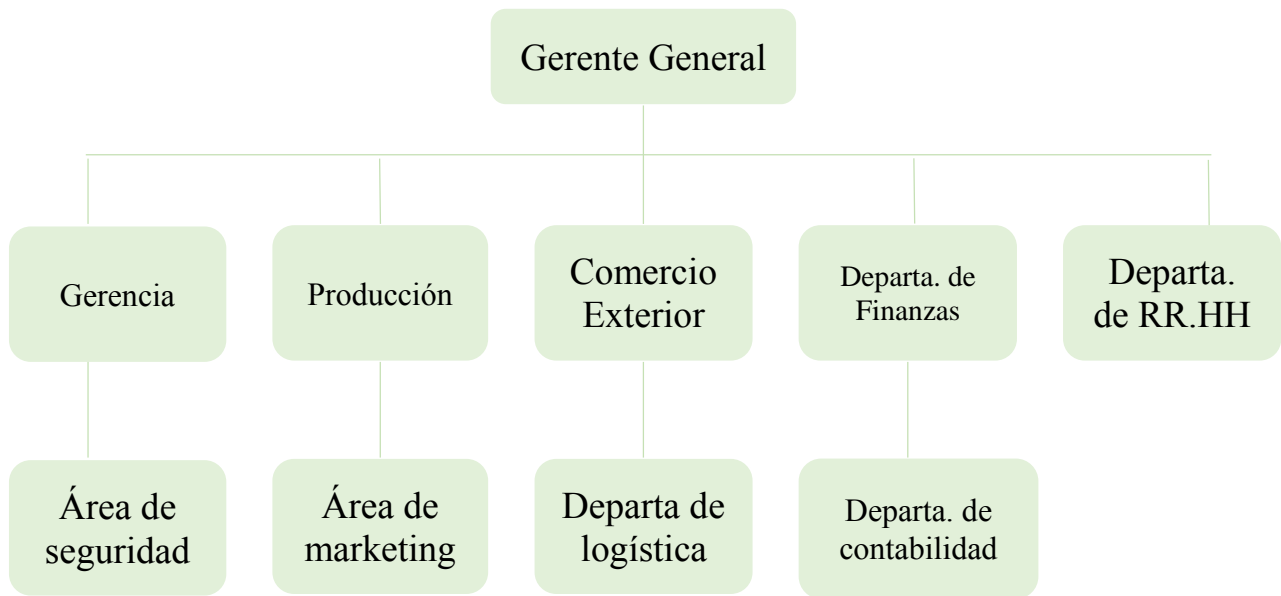 Gerente General
Gerencia
Producción
Comercio
Exterior
Departa. de
Finanzas
Departa.
de RR.HH
Área de
seguridad
Área de
marketing
Departa de
logística
Departa. de
contabilidad